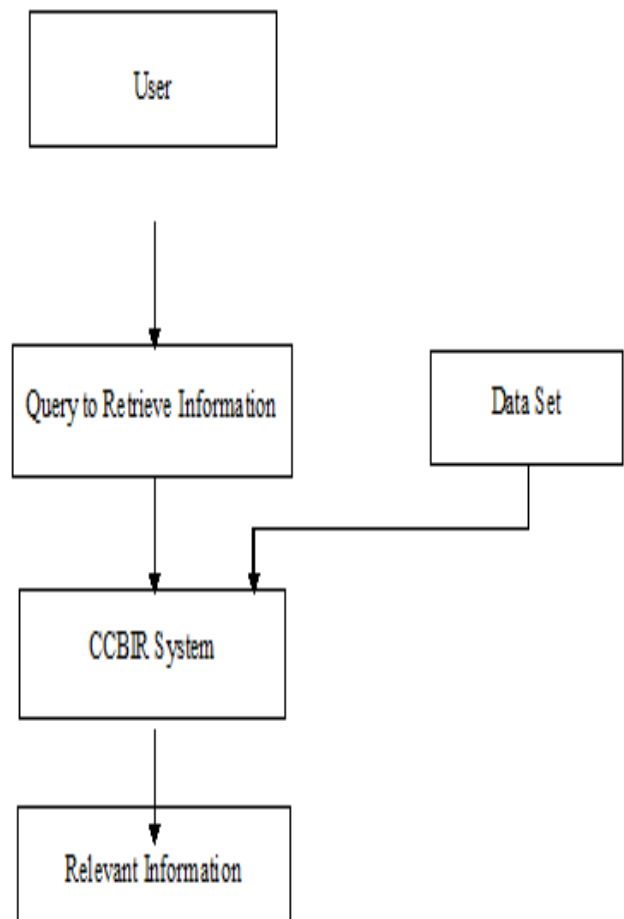 User
Query to Retrieve Information
Data Set
CCBIR System
Relevant Information